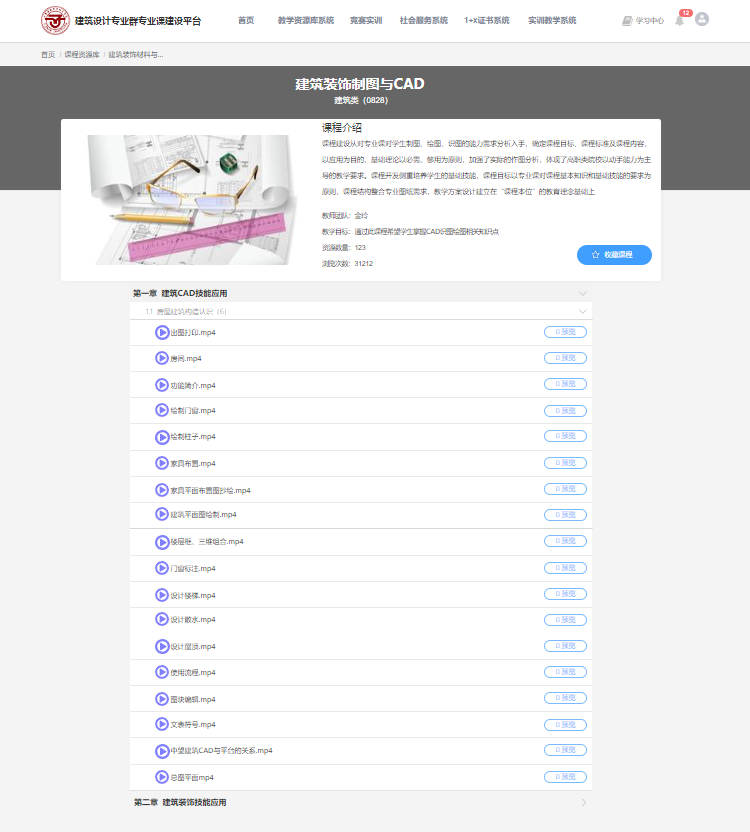 建筑设计专业群专业课建设平台
首页 教学资源库系统 竞赛实训 社会服务系统 1+x证书系统 实训教学系统
学习中心 12
首页 / 课程资源库 / 建筑装饰材料与...
建筑装饰制图与CAD
建筑类（0828）
课程介绍
课程建设从对专业课对学生制图、绘图、识图的能力需求分析入手，确定课程目标、课程标准及课程内容，
以应用为目的、基础理论以必需、够用为原则，加强了实际的作图分析，体现了高职类院校以动手能力为主
导的教学要求。课程开发侧重培养学生的基础技能，课程目标以专业课对课程基本知识和基础技能的要求为
原则，课程结构整合专业图纸需求，教学方案设计建立在“课程本位”的教育理念基础上
教师团队：金玲
教学目标：通过此课程希望学生掌握CAD识图绘图相关知识点
资源数量：123
浏览次数：31212
收藏课程
第一章 建筑CAD技能应用
1.1 房屋建筑构造认识（6）
出图打印.mp4 预览
房间.mp4 预览
功能简介.mp4 预览
绘制门窗.mp4 预览
绘制柱子.mp4 预览
家具布置.mp4 预览
家具平面布置图抄绘.mp4 预览
建筑平面图绘制.mp4 预览
楼层框、三维组合.mp4 预览
门窗标注.mp4 预览
设计楼梯.mp4 预览
设计散水.mp4 预览
设计屋顶.mp4 预览
使用流程.mp4 预览
图块编辑.mp4 预览
文表符号.mp4 预览
中望建筑CAD与平台的关系.mp4 预览
总图平面mp4 预览
第二章 建筑装饰技能应用